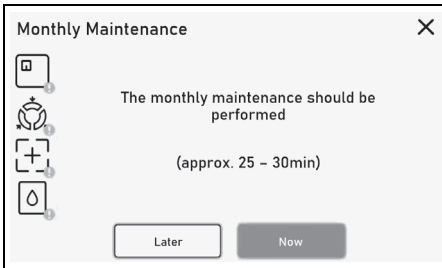 Monthly Maintenance
The monthly maintenance should be
performed
(approx. 25 – 30min)
Later
Now